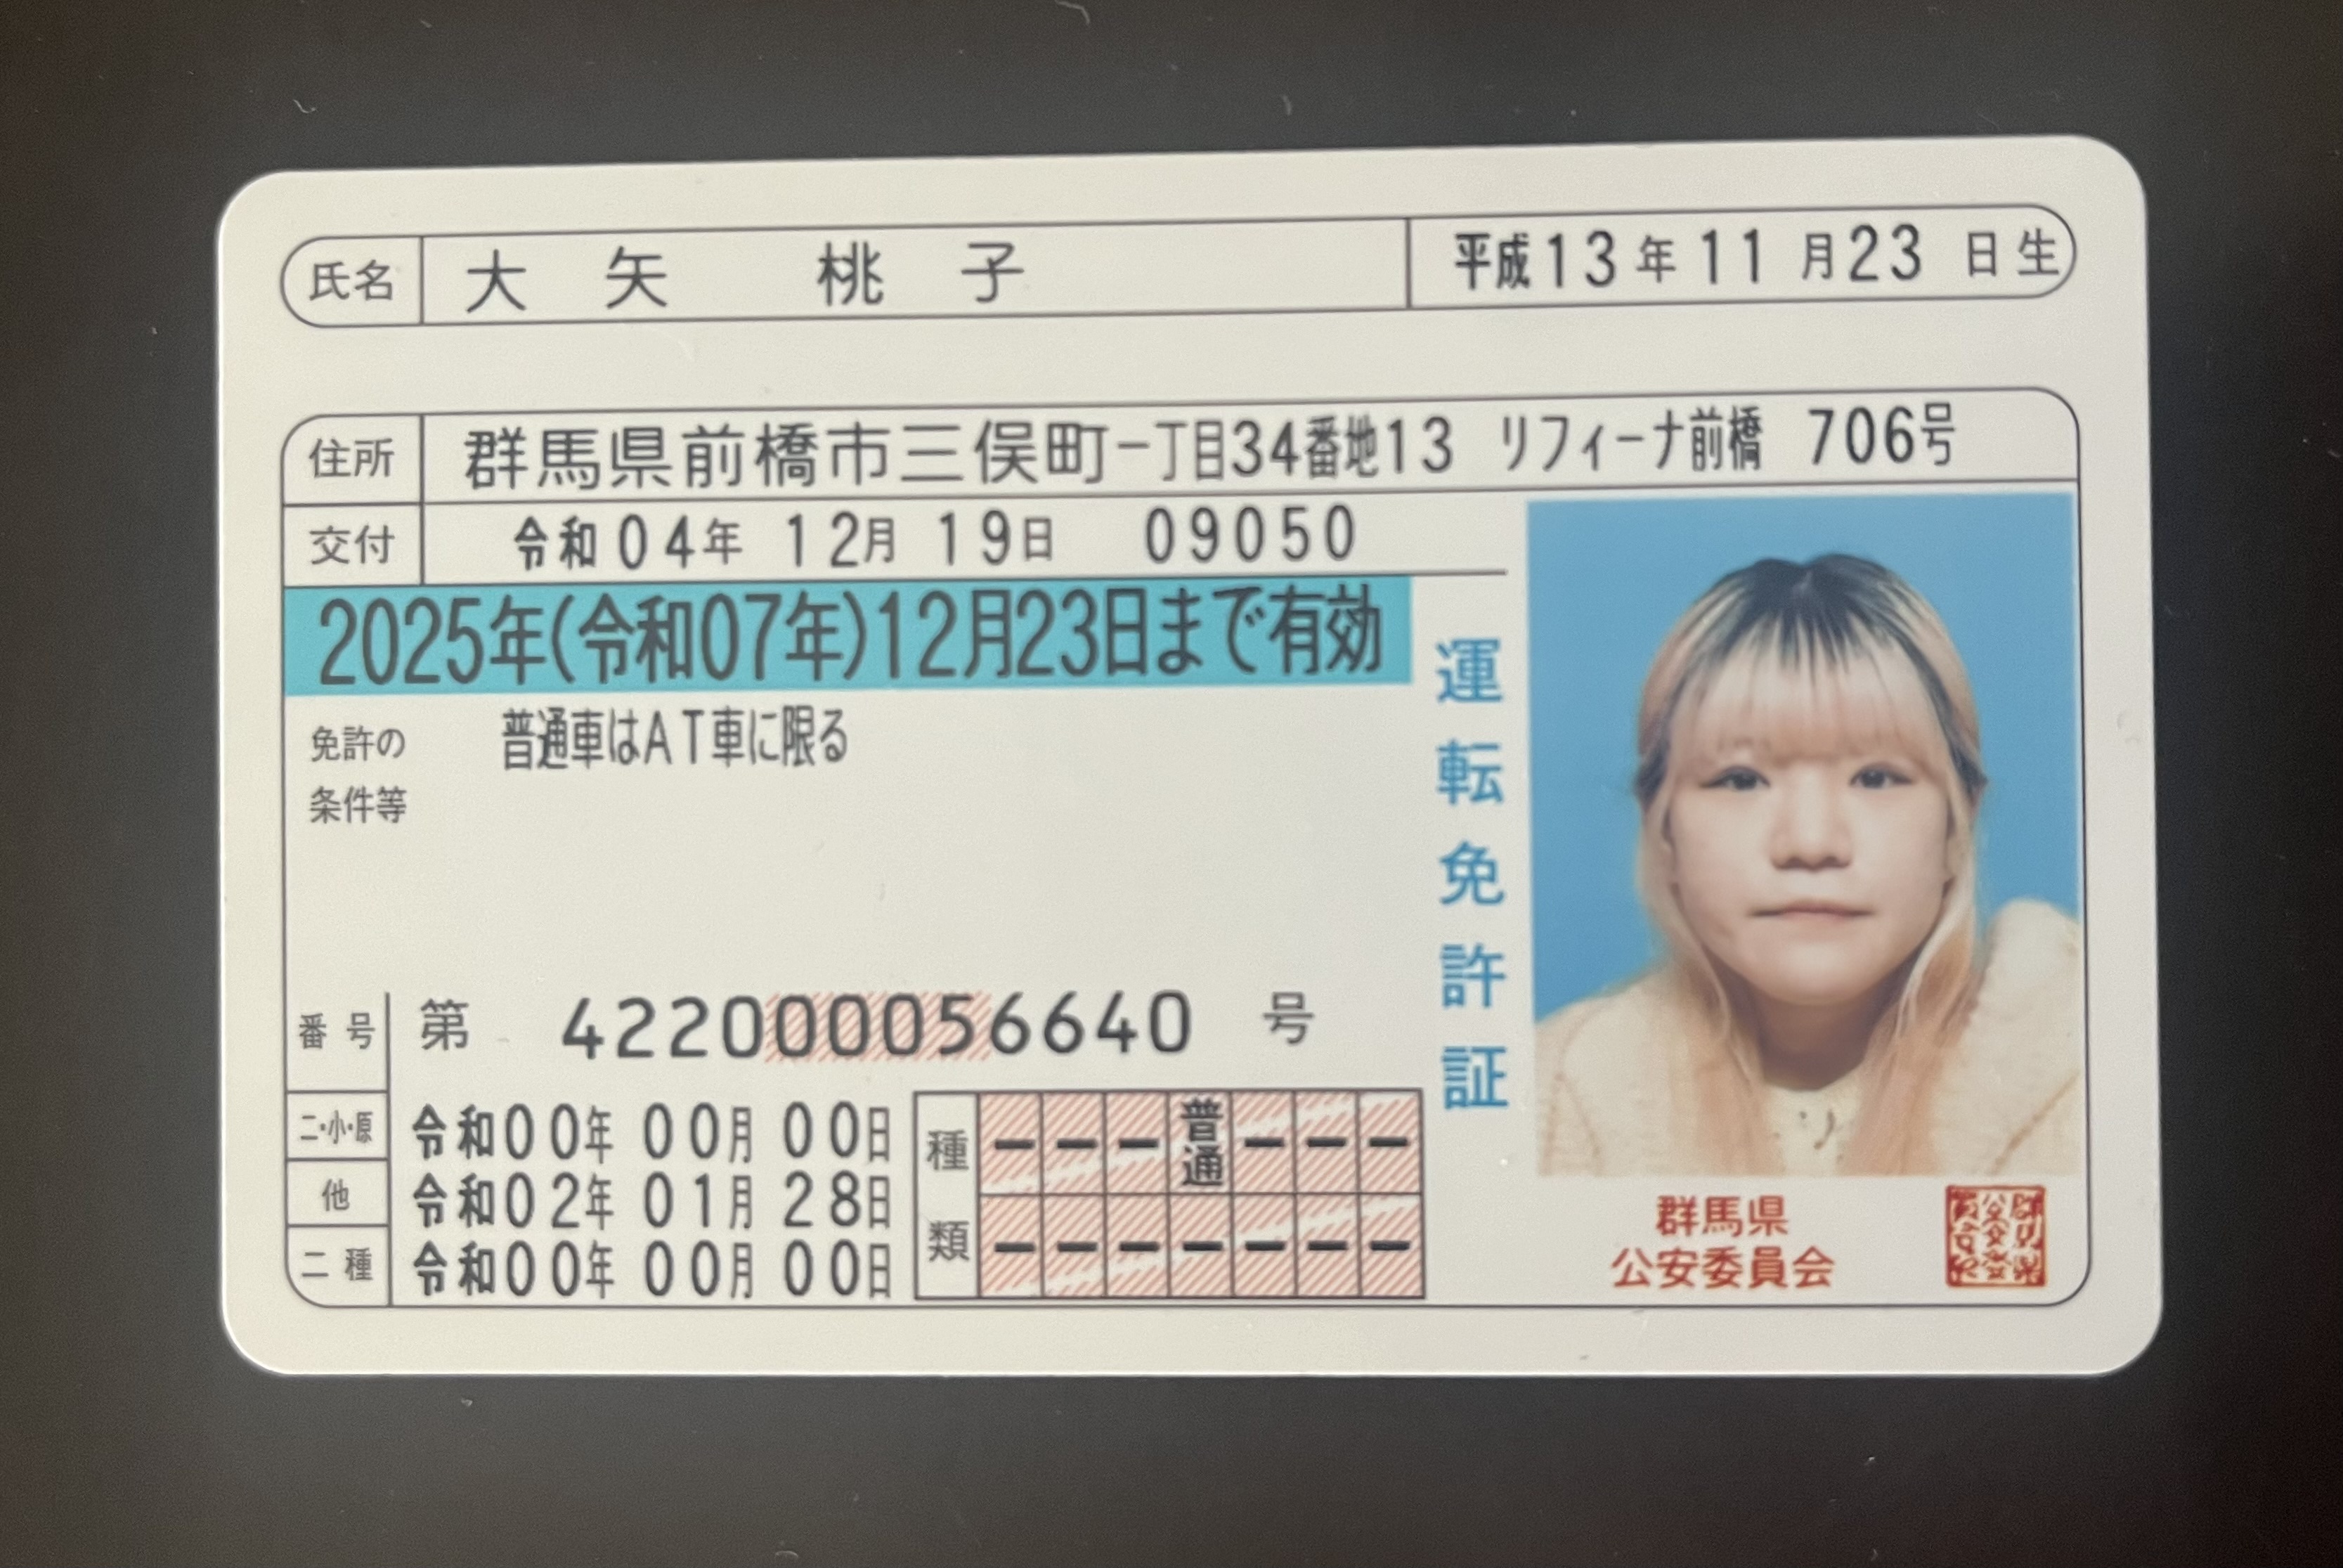 氏名 大矢 桃子 平成13年11月23日生
住所 群馬県前橋市三俣町一丁目34番地13 リフィーナ前橋 706号
交付 令和04年12月19日 09050
2025年(令和07年)12月23日まで有効
免許の条件等 普通車はAT車に限る
番号 第 422000056640 号
二・小・原 令和00年00月00日
他 令和02年01月28日
二種 令和00年00月00日
種類 ー ー ー 普通 ー ー ー
ー ー ー ー ー ー ー
運転免許証
群馬県
公安委員会